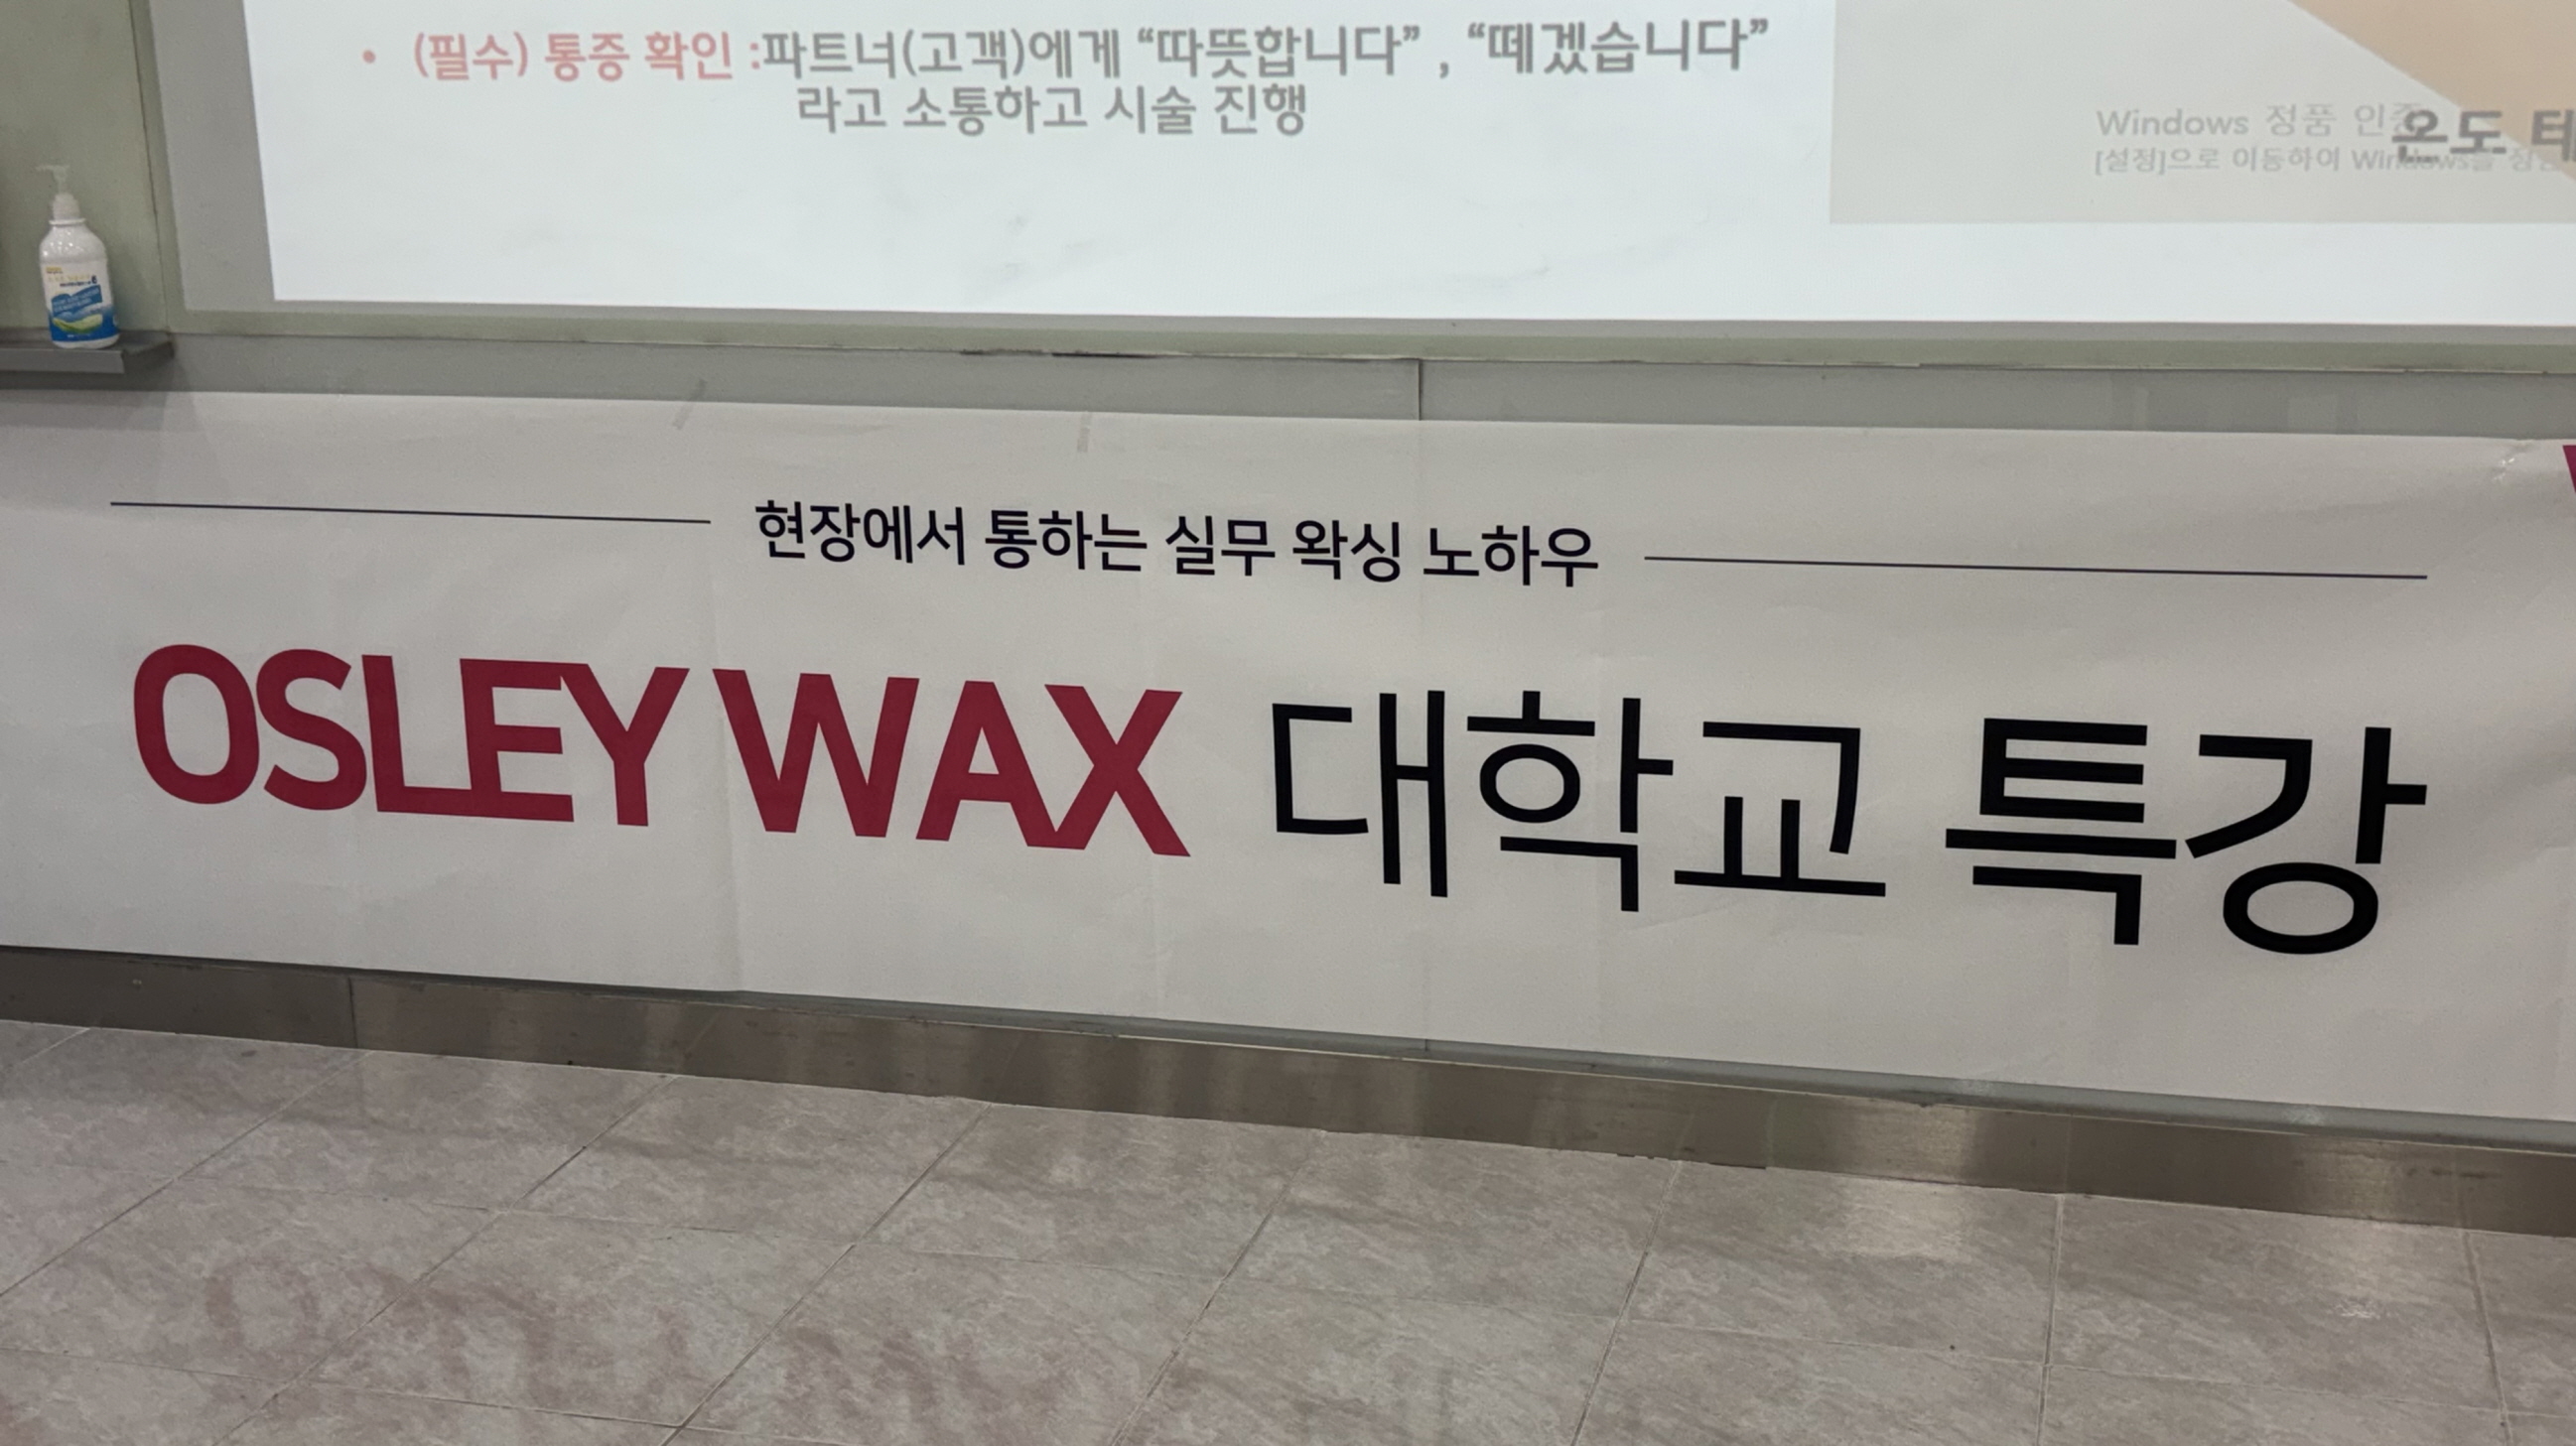 • (필수) 통증 확인 :파트너(고객)에게 “따뜻합니다” , “떼겠습니다”
라고 소통하고 시술 진행
Windows 정품 인증
온도
[설정]으로 이동하여 Windows를
현장에서 통하는 실무 왁싱 노하우
OSLEY WAX 대학교 특강